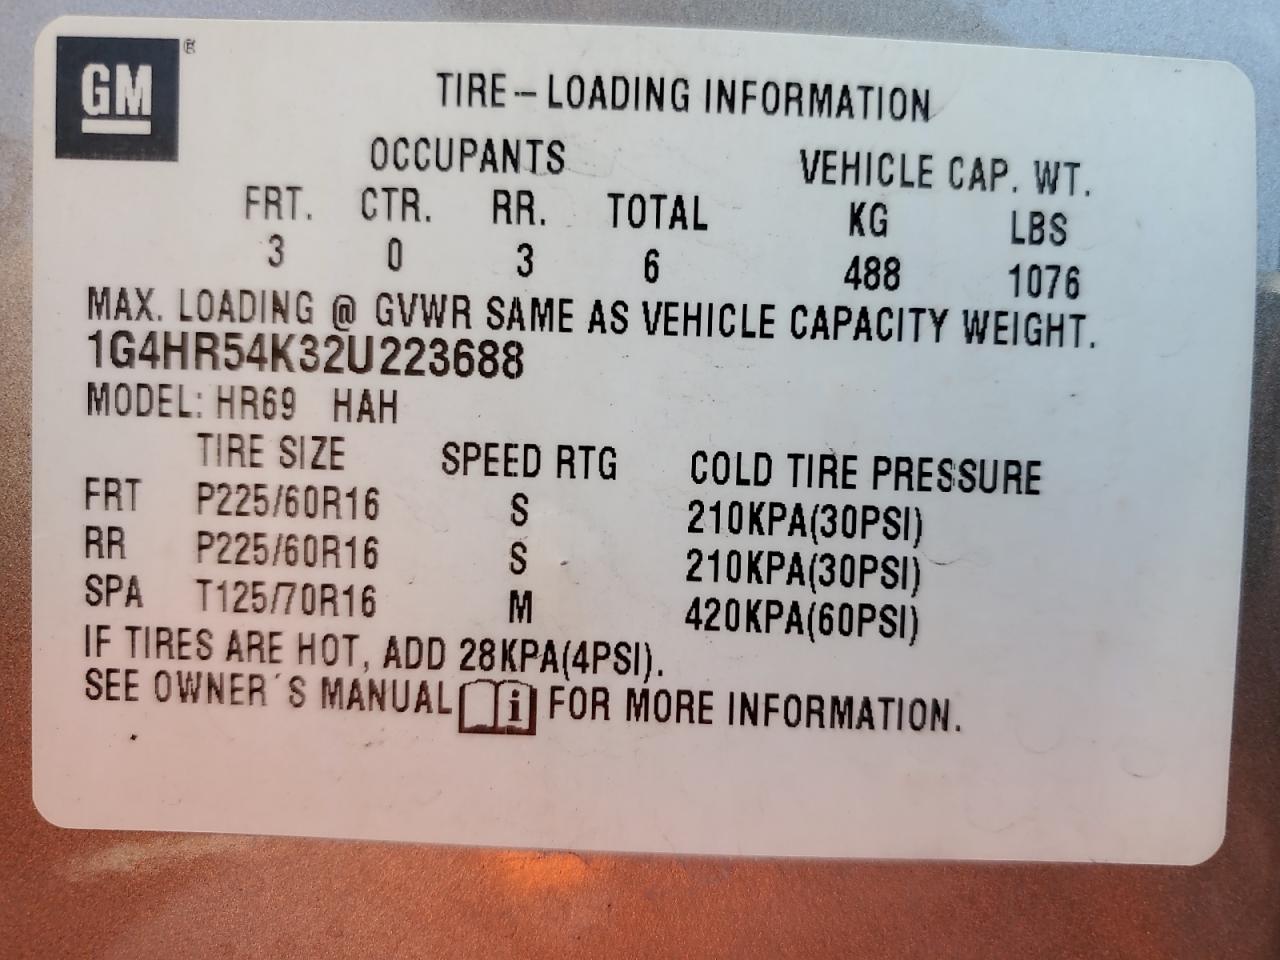 GM ®
TIRE-LOADING INFORMATION
OCCUPANTS VEHICLE CAP. WT.
FRT. CTR. RR. TOTAL KG LBS
3 0 3 6 488 1076
MAX. LOADING @ GVWR SAME AS VEHICLE CAPACITY WEIGHT.
1G4HR54K32U223688
MODEL: HR69 HAH
TIRE SIZE SPEED RTG COLD TIRE PRESSURE
FRT P225/60R16 S 210KPA(30PSI)
RR P225/60R16 S 210KPA(30PSI)
SPA T125/70R16 M 420KPA(60PSI)
IF TIRES ARE HOT, ADD 28KPA(4PSI).
SEE OWNER´S MANUAL i FOR MORE INFORMATION.